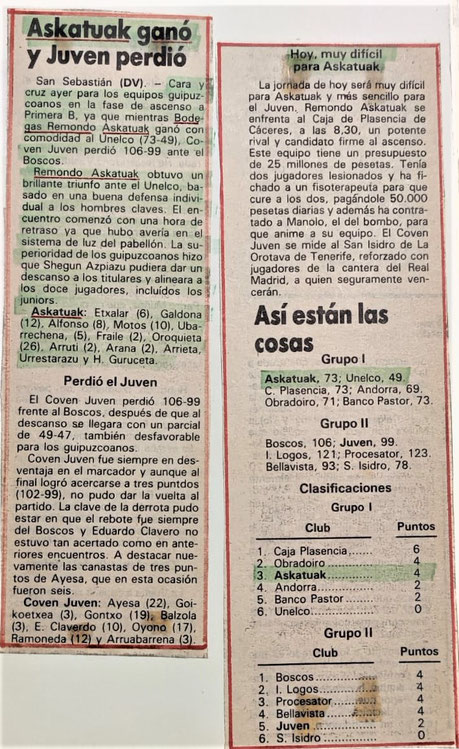 Askatuak ganó
y Juven perdió
San Sebastián (DV). – Cara y
cruz ayer para los equipos guipuz-
coanos en la fase de ascenso a
Primera B, ya que mientras Bode-
gas Remondo Askatuak ganó con
comodidad al Unelco (73-49), Co-
ven Juven perdió 106-99 ante el
Boscos.
Remondo Askatuak obtuvo un
brillante triunfo ante el Unelco, ba-
sado en una buena defensa indivi-
dual a los hombres claves. El en-
cuentro comenzó con una hora de
retraso ya que hubo avería en el
sistema de luz del pabellón. La su-
perioridad de los guipuzcoanos hizo
que Shegun Azpiazu pudiera dar un
descanso a los titulares y alineara a
los doce jugadores, incluídos los
juniors.
Askatuak: Etxalar (6), Galdona
(12), Alfonso (8), Motos (10), Uba-
rrechena, (5), Fraile (2), Oroquieta
(26), Arruti (2), Arana (2), Arrieta,
Urrestarazu y H. Guruceta.
Perdió el Juven
El Coven Juven perdió 106-99
frente al Boscos, después de que al
descanso se llegara con un parcial
de 49-47, también desfavorable
para los guipuzcoanos.
Coven Juven fue siempre en des-
ventaja en el marcador y aunque al
final logró acercarse a tres puntdos
(102-99), no pudo dar la vuelta al
partido. La clave de la derrota pudo
estar en que el rebote fue siempre
del Boscos y Eduardo Clavero no
estuvo tan acertado como en ante-
riores encuentros. A destacar nue-
vamente las canastas de tres pun-
tos de Ayesa, que en esta ocasión
fueron seis.
Coven Juven: Ayesa (22), Goi-
koetxea (3), Gontxo (19), Balzola
(3), E. Claverdo (10), Oyono (17),
Ramoneda (12) y Arruabarrena (3).
Hoy, muy difícil
para Askatuak
La jornada de hoy será muy difícil
para Askatuak y más sencillo para
el Juven, Remondo Askatuak se
enfrenta al Caja de Plasencia de
Cáceres, a las 8,30, un potente
rival y candidato firme al ascenso.
Este equipo tiene un presupuesto
de 25 millones de pesetas. Tenía
dos jugadores lesionados y ha fi-
chado a un fisoterapeuta para que
cure a los dos, pagándole 50.000
pesetas diarios y además ha contra-
tado a Manolo, el del bombo, para
que anime a su equipo. El Coven
Juven se mide al San Isidro de La
Orotava de Tenerife, reforzado con
jugadores de la cantera del Real
Madrid, a quien seguramente ven-
cerán.
Así están las
cosas
Grupo I
Askatuak, 73; Unelco, 49.
C. Plasencia, 73; Andorra, 69.
Obradoiro, 71; Banco Pastor, 73.
Grupo II
Boscos, 106; Juven, 99.
I. Logos, 121; Procesator, 123.
Bellavista, 93; S. Isidro, 78.
Clasificaciones
Grupo I
Club Puntos
1. Caja Plasencia,...... 6
2. Obradoiro ............ 4
3. Askatuak............. 4
4. Andorra.............. 2
5. Banco Pastor ........ 2
6. Unelco............... 0
Grupo II
Club Puntos
1. Boscos............... 4
2. I. Logos............. 4
3. Procesator .......... 4
4. Bellavista .......... 4
5. Juven ............... 2
6. S. Isidro ........... 0